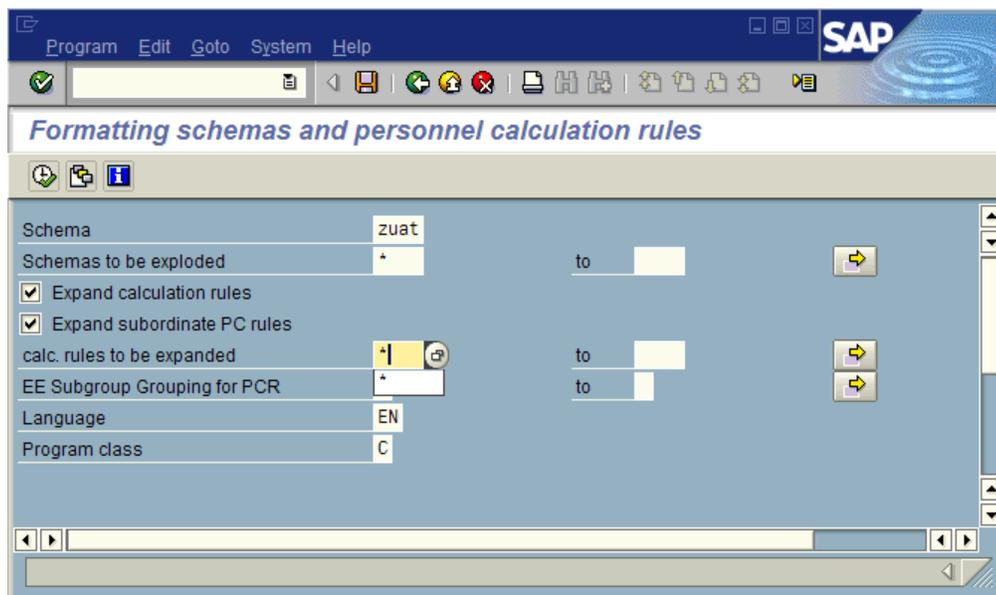 Program Edit Goto System Help
SAP
Formatting schemas and personnel calculation rules
Schema zuat
Schemas to be exploded * to
Expand calculation rules
Expand subordinate PC rules
calc. rules to be expanded * to
EE Subgroup Grouping for PCR * to
Language EN
Program class C